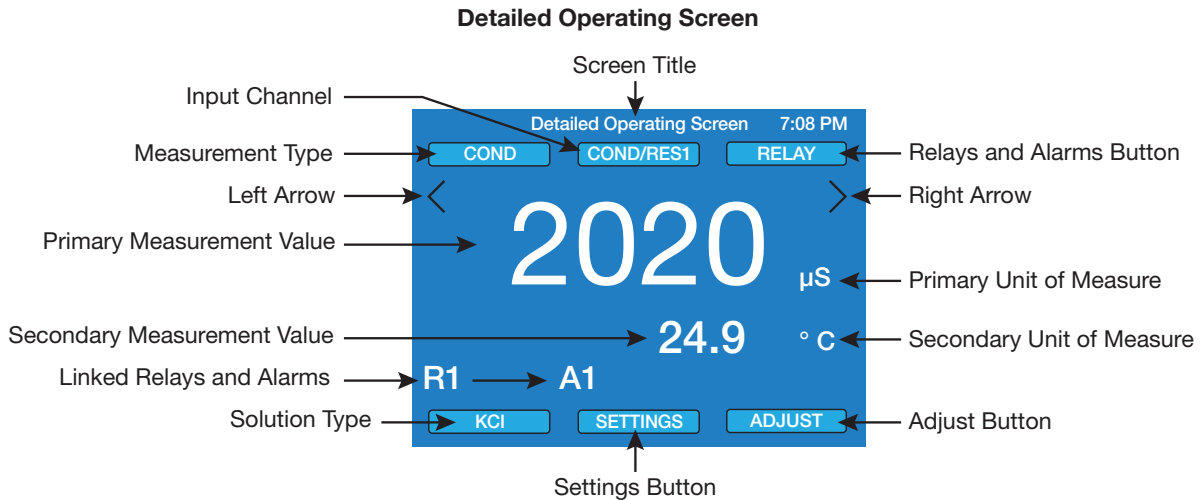 Detailed Operating Screen
Screen Title
Input Channel
Detailed Operating Screen 7:08 PM
Measurement Type COND COND/RES1 RELAY Relays and Alarms Button
Left Arrow Right Arrow
Primary Measurement Value 2020
µS Primary Unit of Measure
Secondary Measurement Value 24.9 ° C Secondary Unit of Measure
Linked Relays and Alarms R1 A1
Solution Type KCI SETTINGS ADJUST Adjust Button
Settings Button